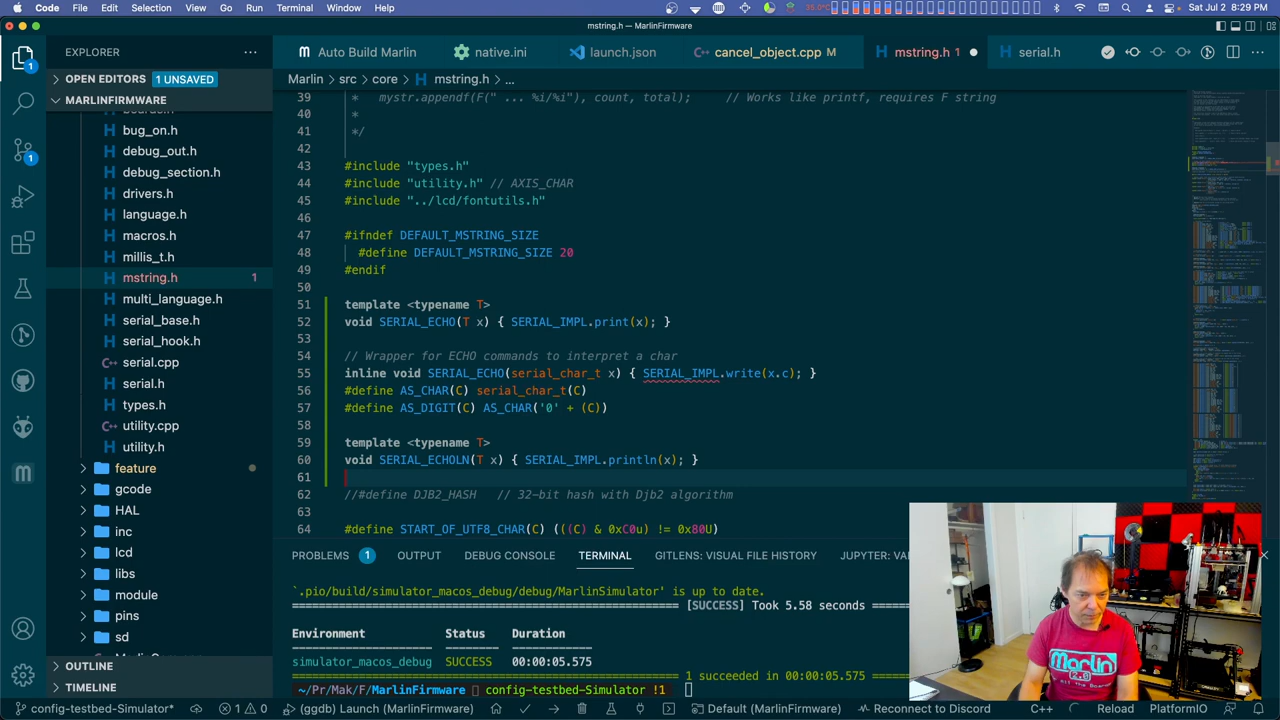 Code File Edit Selection View Go Run Terminal Window Help 35.0°C Sat Jul 2 8:29 PM
mstring.h — MarlinFirmware
EXPLORER
Auto Build Marlin native.ini launch.json cancel_object.cpp M mstring.h 1 serial.h
OPEN EDITORS 1 UNSAVED
Marlin > src > core > mstring.h > ...
MARLINFIRMWARE
bug_on.h
debug_out.h
debug_section.h
drivers.h
language.h
macros.h
millis_t.h
mstring.h 1
multi_language.h
serial_base.h
serial_hook.h
serial.cpp
serial.h
types.h
utility.cpp
utility.h
feature
gcode
HAL
inc
lcd
libs
module
pins
sd
OUTLINE
TIMELINE
39 * mystr.appendf(F(" ... %i/%i"), count, total); // Works like printf, requires F string
40 *
41 */
42
43 #include "types.h"
44 #include "utility.h" // AXIS_CHAR
45 #include "../lcd/fontutils.h"
46
47 #ifndef DEFAULT_MSTRING_SIZE
48 #define DEFAULT_MSTRING_SIZE 20
49 #endif
50
51 template <typename T>
52 void SERIAL_ECHO(T x) { SERIAL_IMPL.print(x); }
53
54 // Wrapper for ECHO commands to interpret a char
55 inline void SERIAL_ECHO(serial_char_t x) { SERIAL_IMPL.write(x.c); }
56 #define AS_CHAR(C) serial_char_t(C)
57 #define AS_DIGIT(C) AS_CHAR('0' + (C))
58
59 template <typename T>
60 void SERIAL_ECHOLN(T x) { SERIAL_IMPL.println(x); }
61
62 //#define DJB2_HASH // 32-bit hash with Djb2 algorithm
63
64 #define START_OF_UTF8_CHAR(C) (((C) & 0xC0u) != 0x80U)
PROBLEMS 1 OUTPUT DEBUG CONSOLE TERMINAL GITLENS: VISUAL FILE HISTORY JUPYTER: VA
`.pio/build/simulator_macos_debug/debug/MarlinSimulator` is up to date.
[SUCCESS] Took 5.58 seconds
Environment Status Duration
simulator_macos_debug SUCCESS 00:00:05.575
1 succeeded in 00:00:05.575
~/Pr/Mak/F/MarlinFirmware config-testbed-Simulator !1
Marlin
2.0
config-testbed-Simulator* 1 0 (ggdb) Launch (MarlinFirmware) Default (MarlinFirmware) Reconnect to Discord C++ Reload PlatformIO